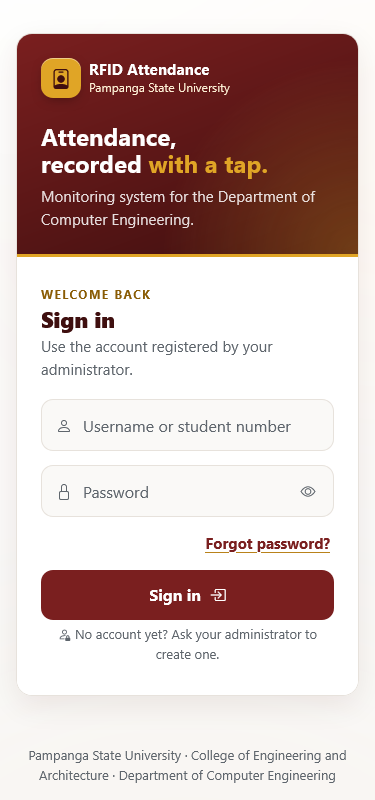 RFID Attendance
Pampanga State University
Attendance,
recorded with a tap.
Monitoring system for the Department of
Computer Engineering.
WELCOME BACK
Sign in
Use the account registered by your
administrator.
Username or student number
Password
Forgot password?
Sign in
No account yet? Ask your administrator to
create one.
Pampanga State University · College of Engineering and
Architecture · Department of Computer Engineering